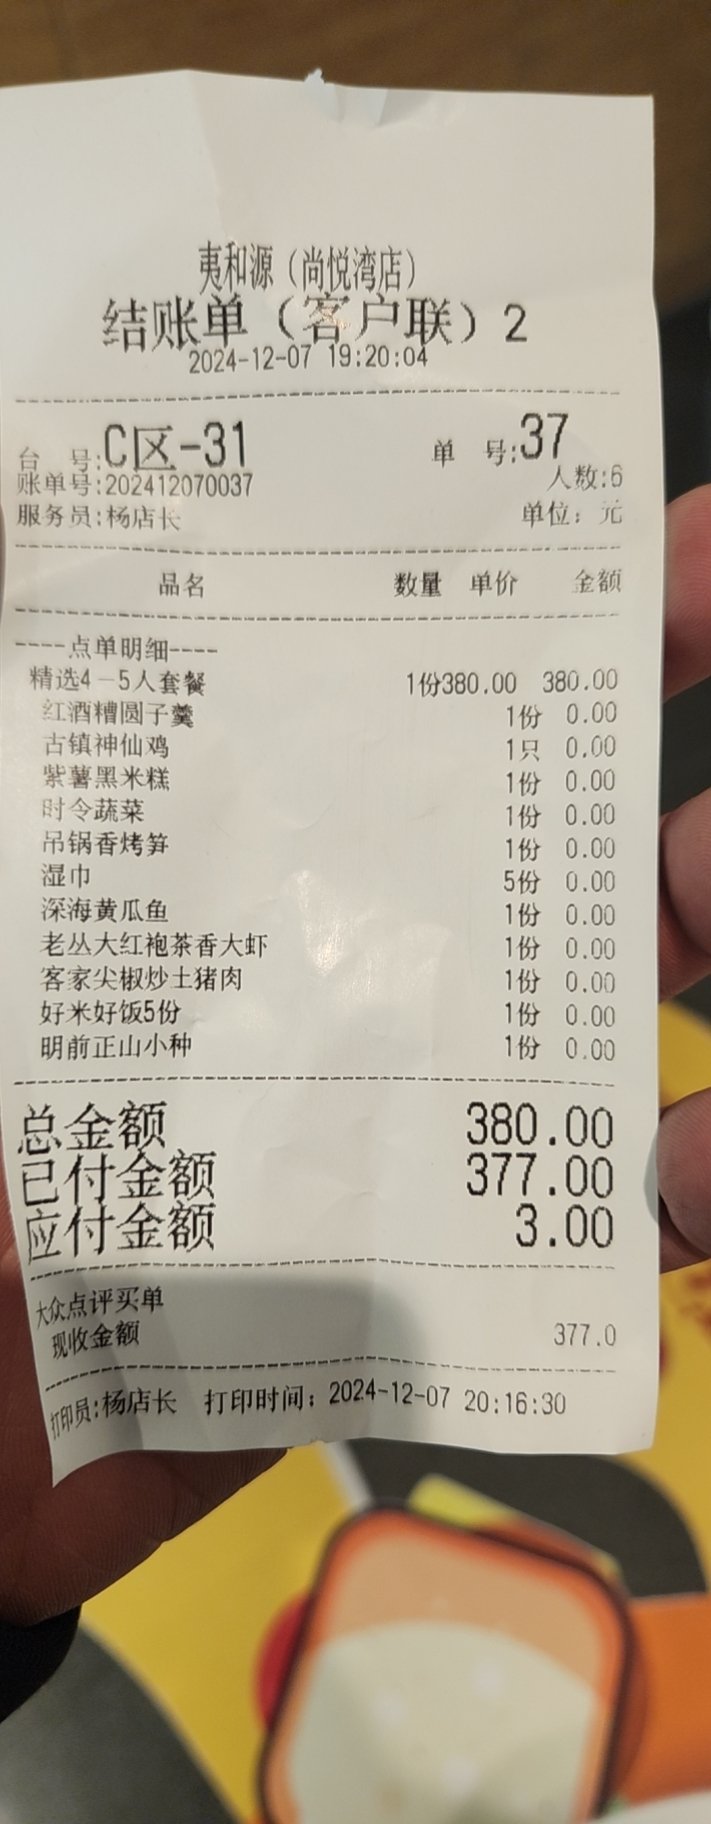 夷和源（尚悦湾店）
结账单（客户联）2
2024-12-07 19:20:04
台 号:C区-31 单 号:37
账单号:202412070037 人数:6
服务员:杨店长 单位: 元
品名 数量 单价 金额
----点单明细----
精选4－5人套餐 1份380.00 380.00
红酒糟圆子羹 1份 0.00
古镇神仙鸡 1只 0.00
紫薯黑米糕 1份 0.00
时令蔬菜 1份 0.00
吊锅香烤笋 1份 0.00
湿巾 5份 0.00
深海黄瓜鱼 1份 0.00
老丛大红袍茶香大虾 1份 0.00
客家尖椒炒土猪肉 1份 0.00
好米好饭5份 1份 0.00
明前正山小种 1份 0.00
总金额 380.00
已付金额 377.00
应付金额 3.00
大众点评买单
现收金额 377.0
打印员:杨店长 打印时间: 2024-12-07 20:16:30